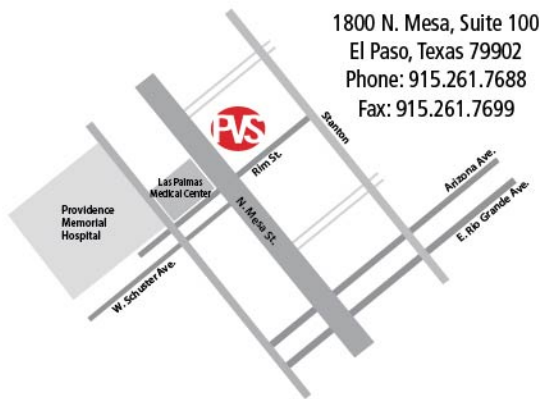 1800 N. Mesa, Suite 100
El Paso, Texas 79902
Phone: 915.261.7688
Fax: 915.261.7699
PVS
Stanton
Rim St.
Las Palmas
Medical Center
Arizona Ave.
E. Rio Grande Ave.
Providence
Memorial
Hospital
N. Mesa St.
W. Schuster Ave.